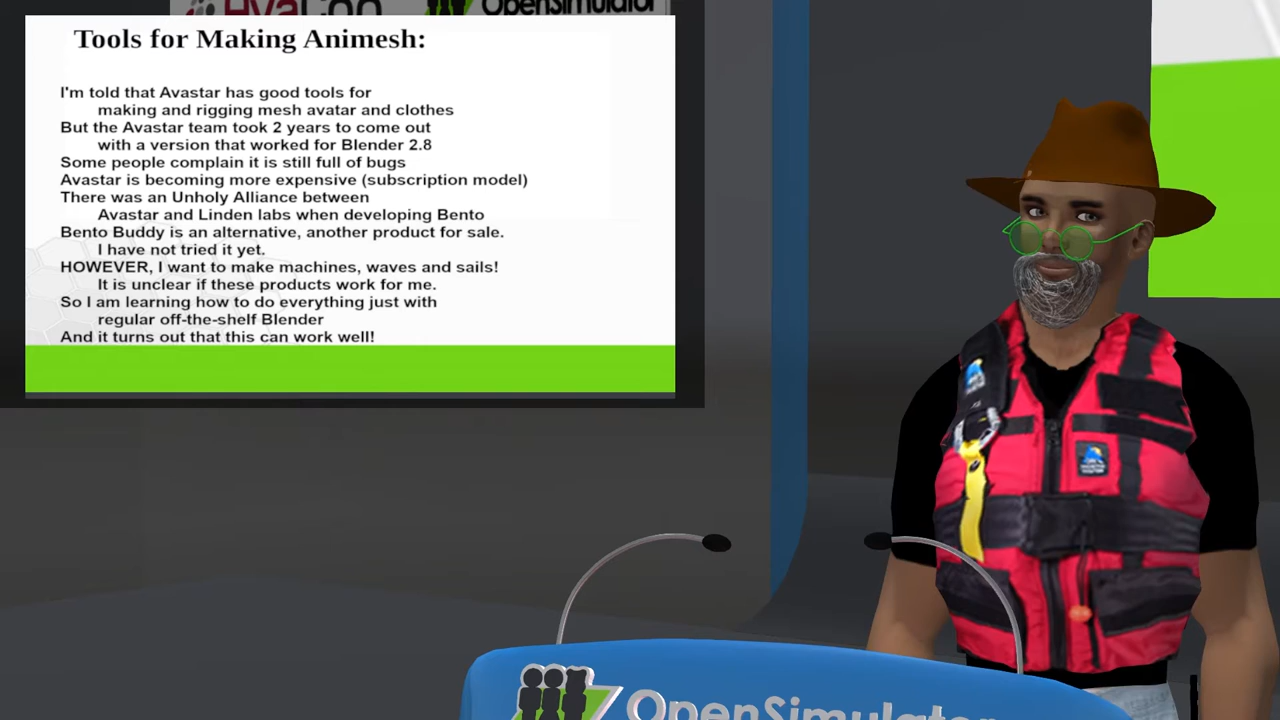 AvaCon OpenSimulator
Tools for Making Animesh:
I'm told that Avastar has good tools for
making and rigging mesh avatar and clothes
But the Avastar team took 2 years to come out
with a version that worked for Blender 2.8
Some people complain it is still full of bugs
Avastar is becoming more expensive (subscription model)
There was an Unholy Alliance between
Avastar and Linden labs when developing Bento
Bento Buddy is an alternative, another product for sale.
I have not tried it yet.
HOWEVER, I want to make machines, waves and sails!
It is unclear if these products work for me.
So I am learning how to do everything just with
regular off-the-shelf Blender
And it turns out that this can work well!
OpenSimulator